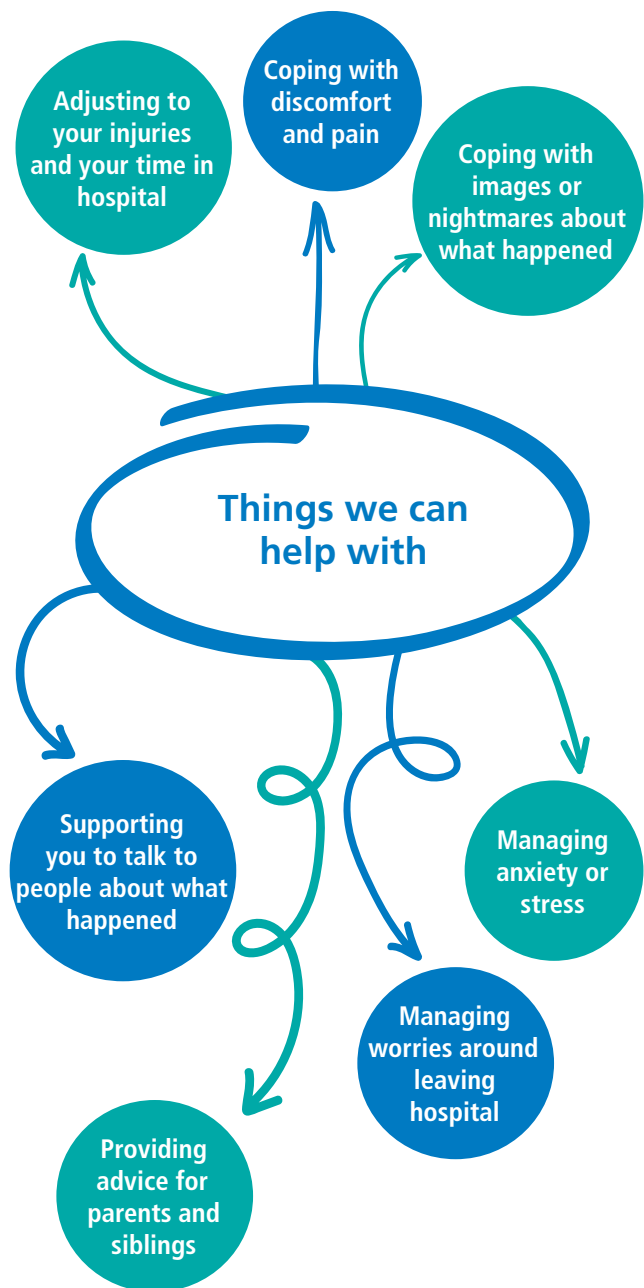 Adjusting to
your injuries
and your time in
hospital
Coping with
discomfort
and pain
Coping with
images or
nightmares about
what happened
Things we can
help with
Supporting
you to talk to
people about what
happened
Managing
anxiety or
stress
Managing
worries around
leaving
hospital
Providing
advice for
parents and
siblings